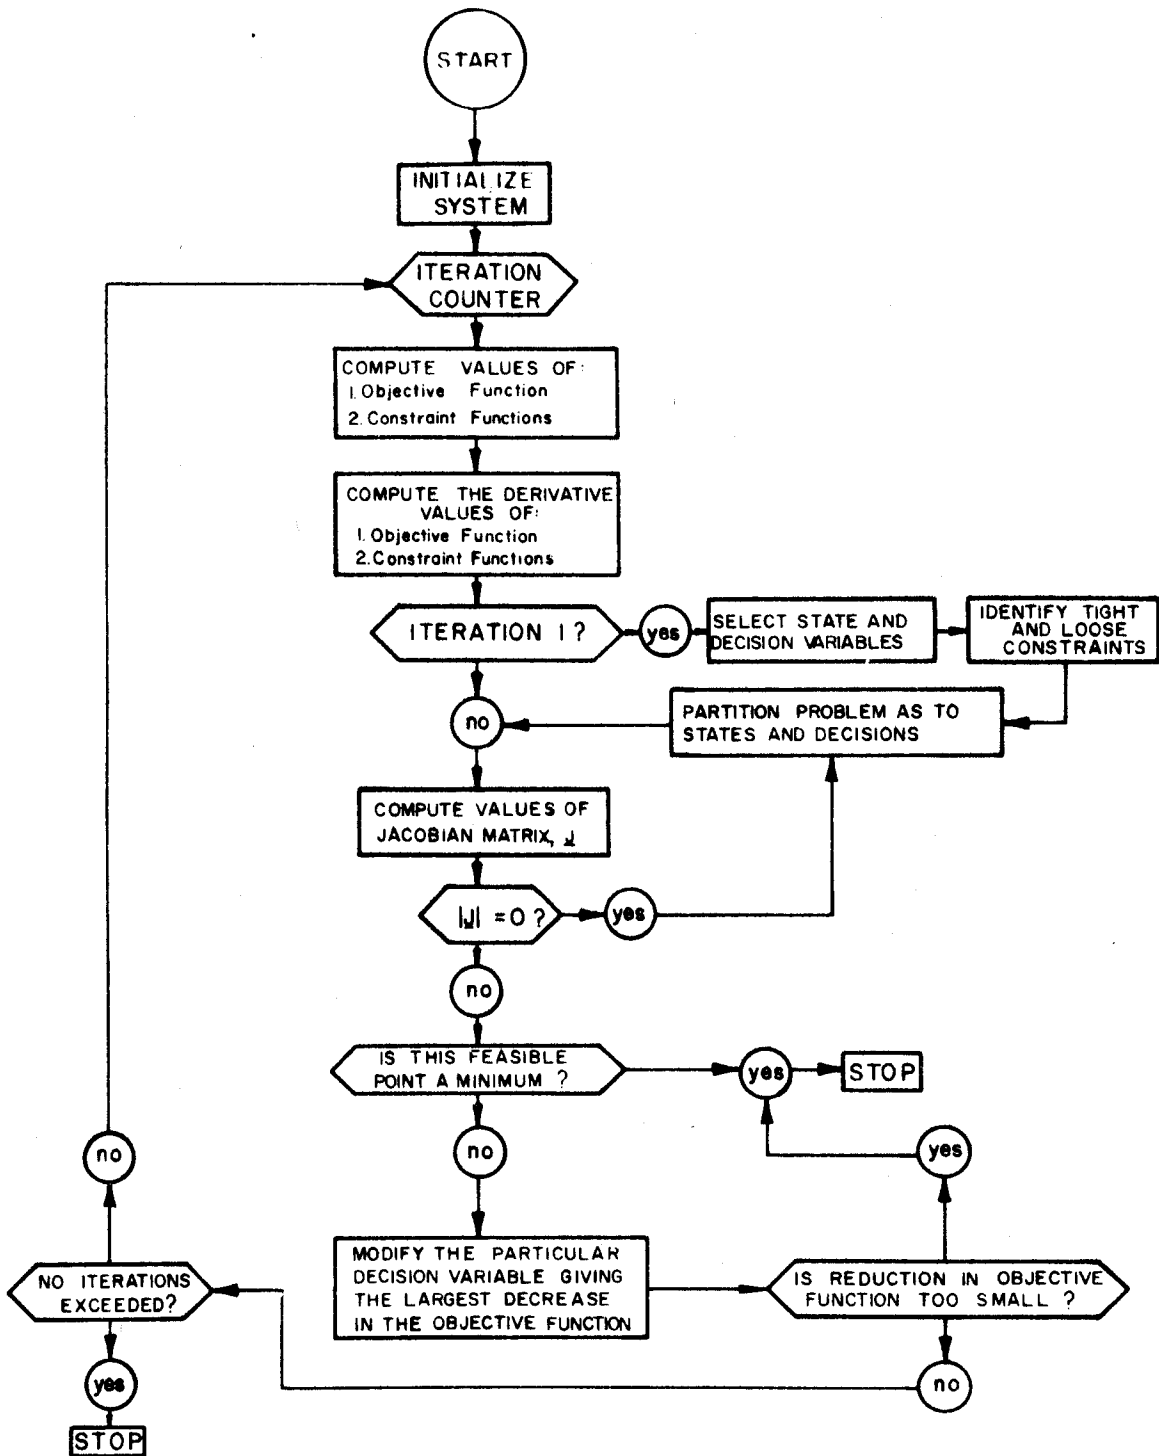 START
INITIALIZE
SYSTEM
ITERATION
COUNTER
COMPUTE VALUES OF:
1. Objective Function
2. Constraint Functions
COMPUTE THE DERIVATIVE
VALUES OF:
1. Objective Function
2. Constraint Functions
ITERATION 1?
yes
SELECT STATE AND
DECISION VARIABLES
IDENTIFY TIGHT
AND LOOSE
CONSTRAINTS
no
PARTITION PROBLEM AS TO
STATES AND DECISIONS
COMPUTE VALUES OF
JACOBIAN MATRIX, J
|J| = 0 ?
yes
no
IS THIS FEASIBLE
POINT A MINIMUM ?
yes
STOP
no
yes
no
MODIFY THE PARTICULAR
DECISION VARIABLE GIVING
THE LARGEST DECREASE
IN THE OBJECTIVE FUNCTION
IS REDUCTION IN OBJECTIVE
FUNCTION TOO SMALL ?
NO ITERATIONS
EXCEEDED?
yes
no
STOP